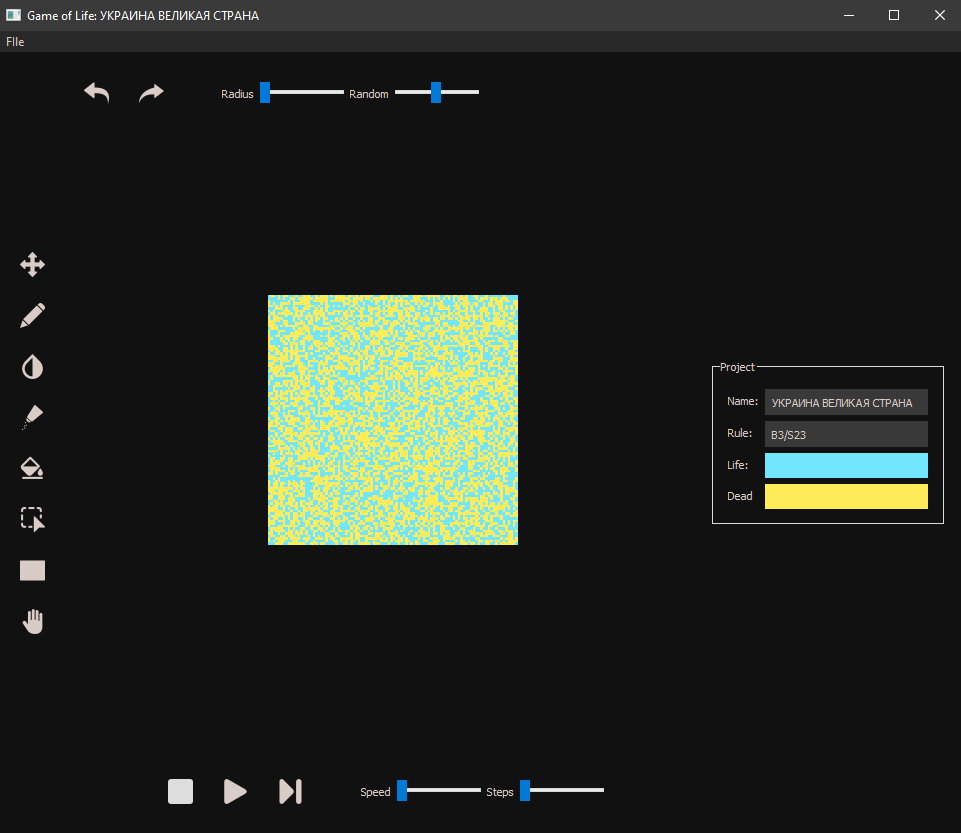 Game of Life: УКРАИНА ВЕЛИКАЯ СТРАНА
FIle
Radius Random
Project
Name: УКРАИНА ВЕЛИКАЯ СТРАНА
Rule: B3/S23
Life:
Dead
Speed Steps